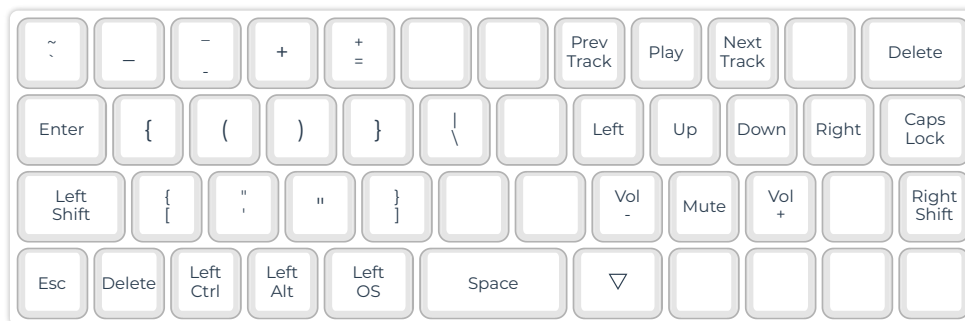 ~ _ – + + Prev Play Next Delete
` - = Track Track
Enter { ( ) } | Left Up Down Right Caps
\ Lock
Left { " " } Vol Mute Vol Right
Shift [ ' ] - + Shift
Esc Delete Left Left Left Space ▽
Ctrl Alt OS